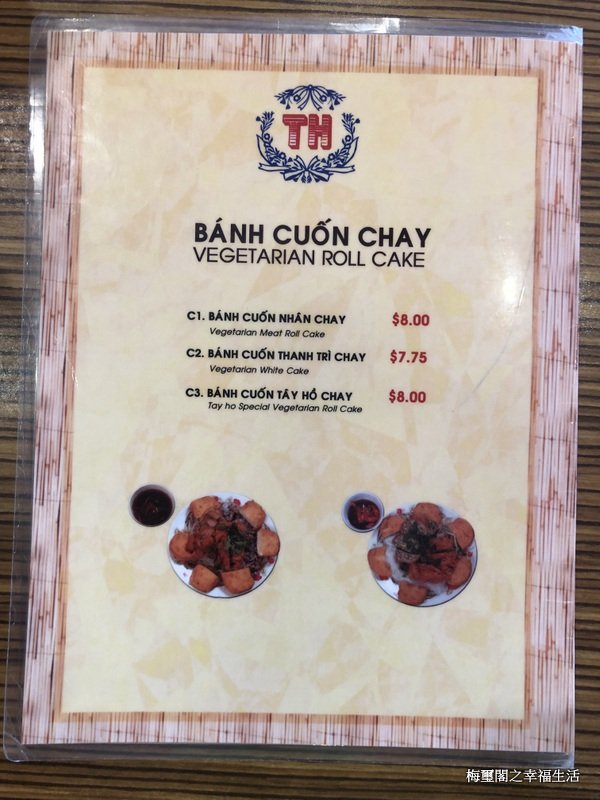 TH
BÁNH CUỐN CHAY
VEGETARIAN ROLL CAKE
C1. BÁNH CUỐN NHÂN CHAY $8.00
Vegetarian Meat Roll Cake
C2. BÁNH CUỐN THANH TRÌ CHAY $7.75
Vegetarian White Cake
C3. BÁNH CUỐN TÂY HỒ CHAY $8.00
Tay ho Special Vegetarian Roll Cake
梅璽閣之幸福生活